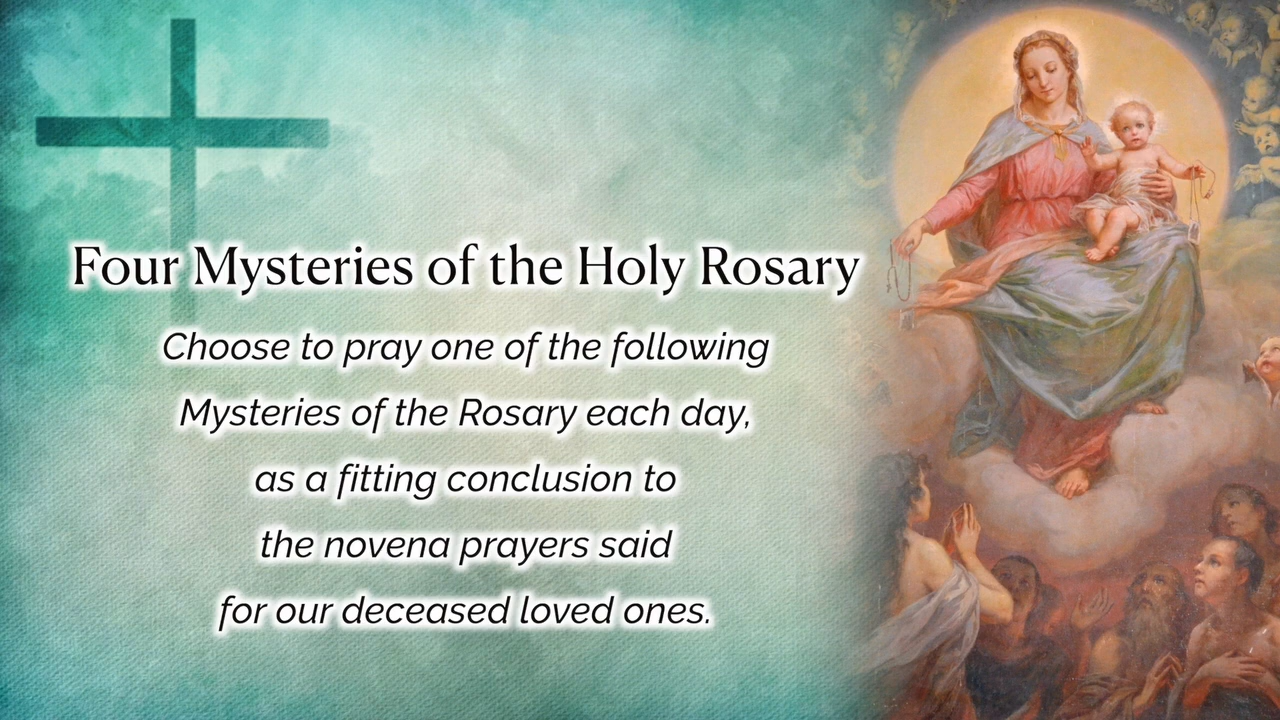 Four Mysteries of the Holy Rosary
Choose to pray one of the following
Mysteries of the Rosary each day,
as a fitting conclusion to
the novena prayers said
for our deceased loved ones.